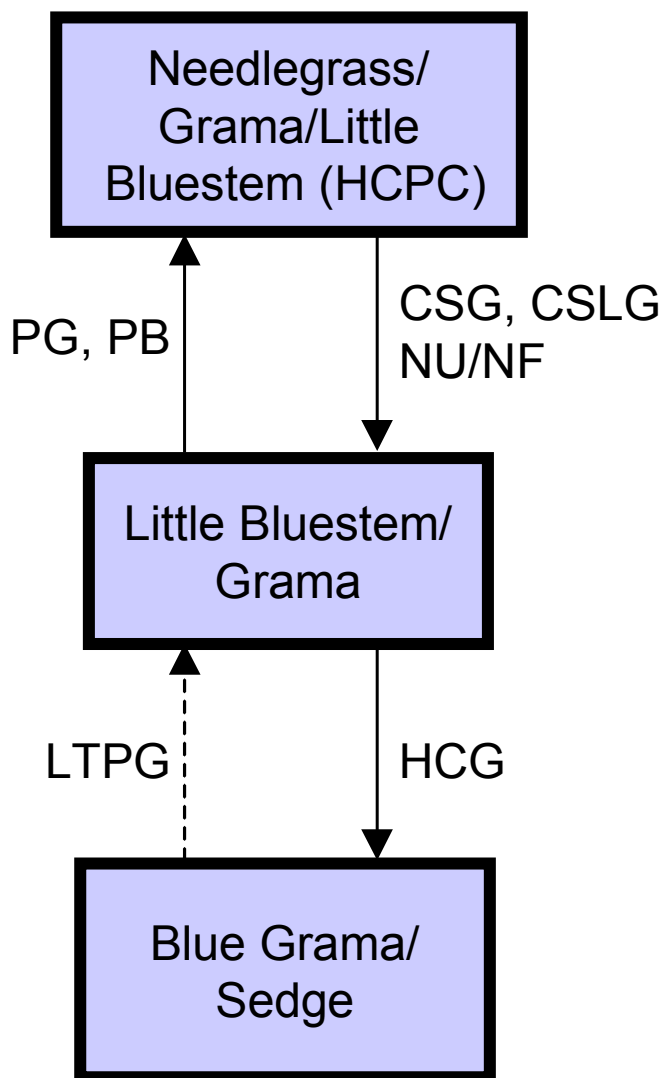 Needlegrass/
Grama/Little
Bluestem (HCPC)
PG, PB
CSG, CSLG
NU/NF
Little Bluestem/
Grama
LTPG
HCG
Blue Grama/
Sedge